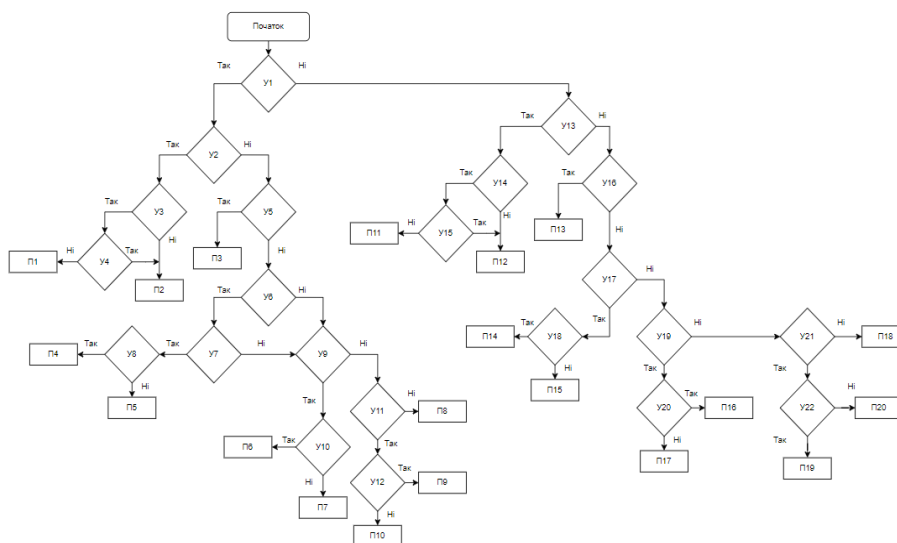 Початок
Так
Ні
У1
Так
Ні
У13
Так
Ні
У2
Так
Ні
У14
У16
Так
Так
Так
Ні
У3
У5
Так
Ні
Ні
П11
У15
Так
П13
Ні
П12
Ні
П1
У4
Так
П3
Ні
П2
Ні
У17
Ні
Так
У6
Ні
Так
П14
Так
У18
У19
Ні
У21
Ні
П18
П4
Так
У8
Так
У7
Ні
У9
Ні
Ні
П15
Так
Так
Ні
П5
Так
У11
Ні
П8
У20
Так
П16
У22
Ні
П20
П6
Так
У10
Так
Ні
П17
Так
П19
Ні
У12
Так
П9
П7
Ні
П10